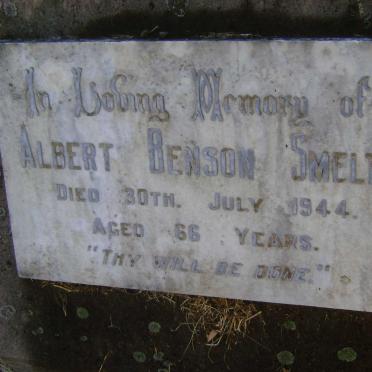 In Loving Memory of
ALBERT BENSON SMELT
DIED 30TH. JULY 1944.
AGED 66 YEARS.
"THY WILL BE DONE."